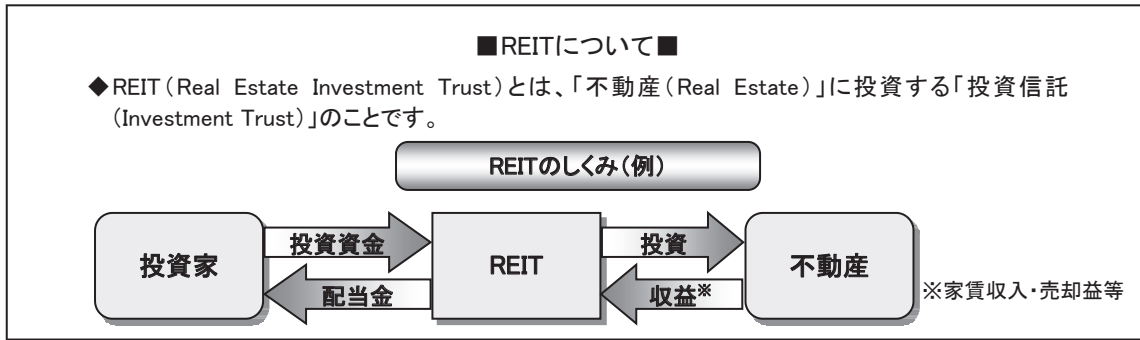 ■REITについて■
◆REIT(Real Estate Investment Trust)とは、「不動産(Real Estate)」に投資する「投資信託
(Investment Trust)」のことです。
REITのしくみ(例)
投資家
投資資金
配当金
REIT
投資
収益※
不動産
※家賃収入・売却益等